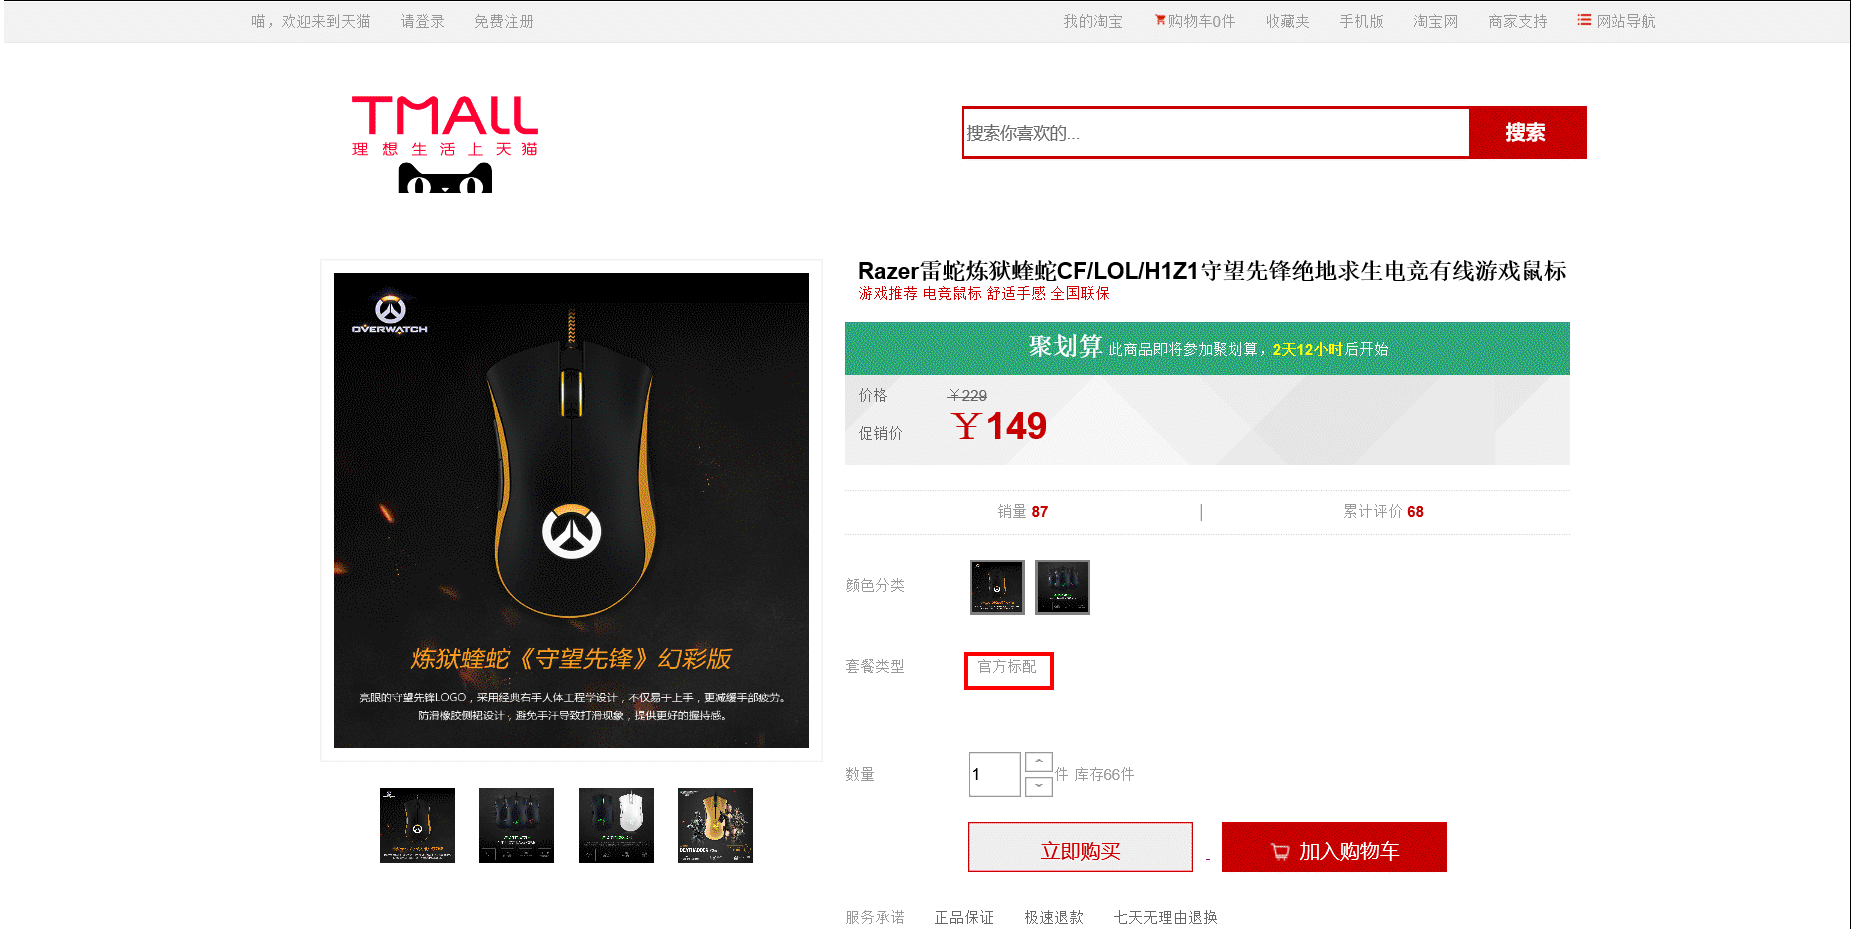 喵，欢迎来到天猫 请登录 免费注册 我的淘宝 购物车0件 收藏夹 手机版 淘宝网 商家支持 网站导航
TMALL
理想生活上天猫
搜索你喜欢的... 搜索
Razer雷蛇炼狱蝰蛇CF/LOL/H1Z1守望先锋绝地求生电竞有线游戏鼠标
游戏推荐 电竞鼠标 舒适手感 全国联保
聚划算 此商品即将参加聚划算，2天12小时后开始
价格 ￥229
促销价 ￥149
销量 87 | 累计评价 68
颜色分类
套餐类型 官方标配
数量 1 件 库存66件
立即购买 - 加入购物车
服务承诺 正品保证 极速退款 七天无理由退换
OVERWATCH
炼狱蝰蛇《守望先锋》幻彩版
亮眼的守望先锋LOGO，采用经典右手人体工程学设计，不仅易于上手，更减缓手部疲劳。
防滑橡胶侧裙设计，避免手汗导致打滑现象，提供更好的握持感。